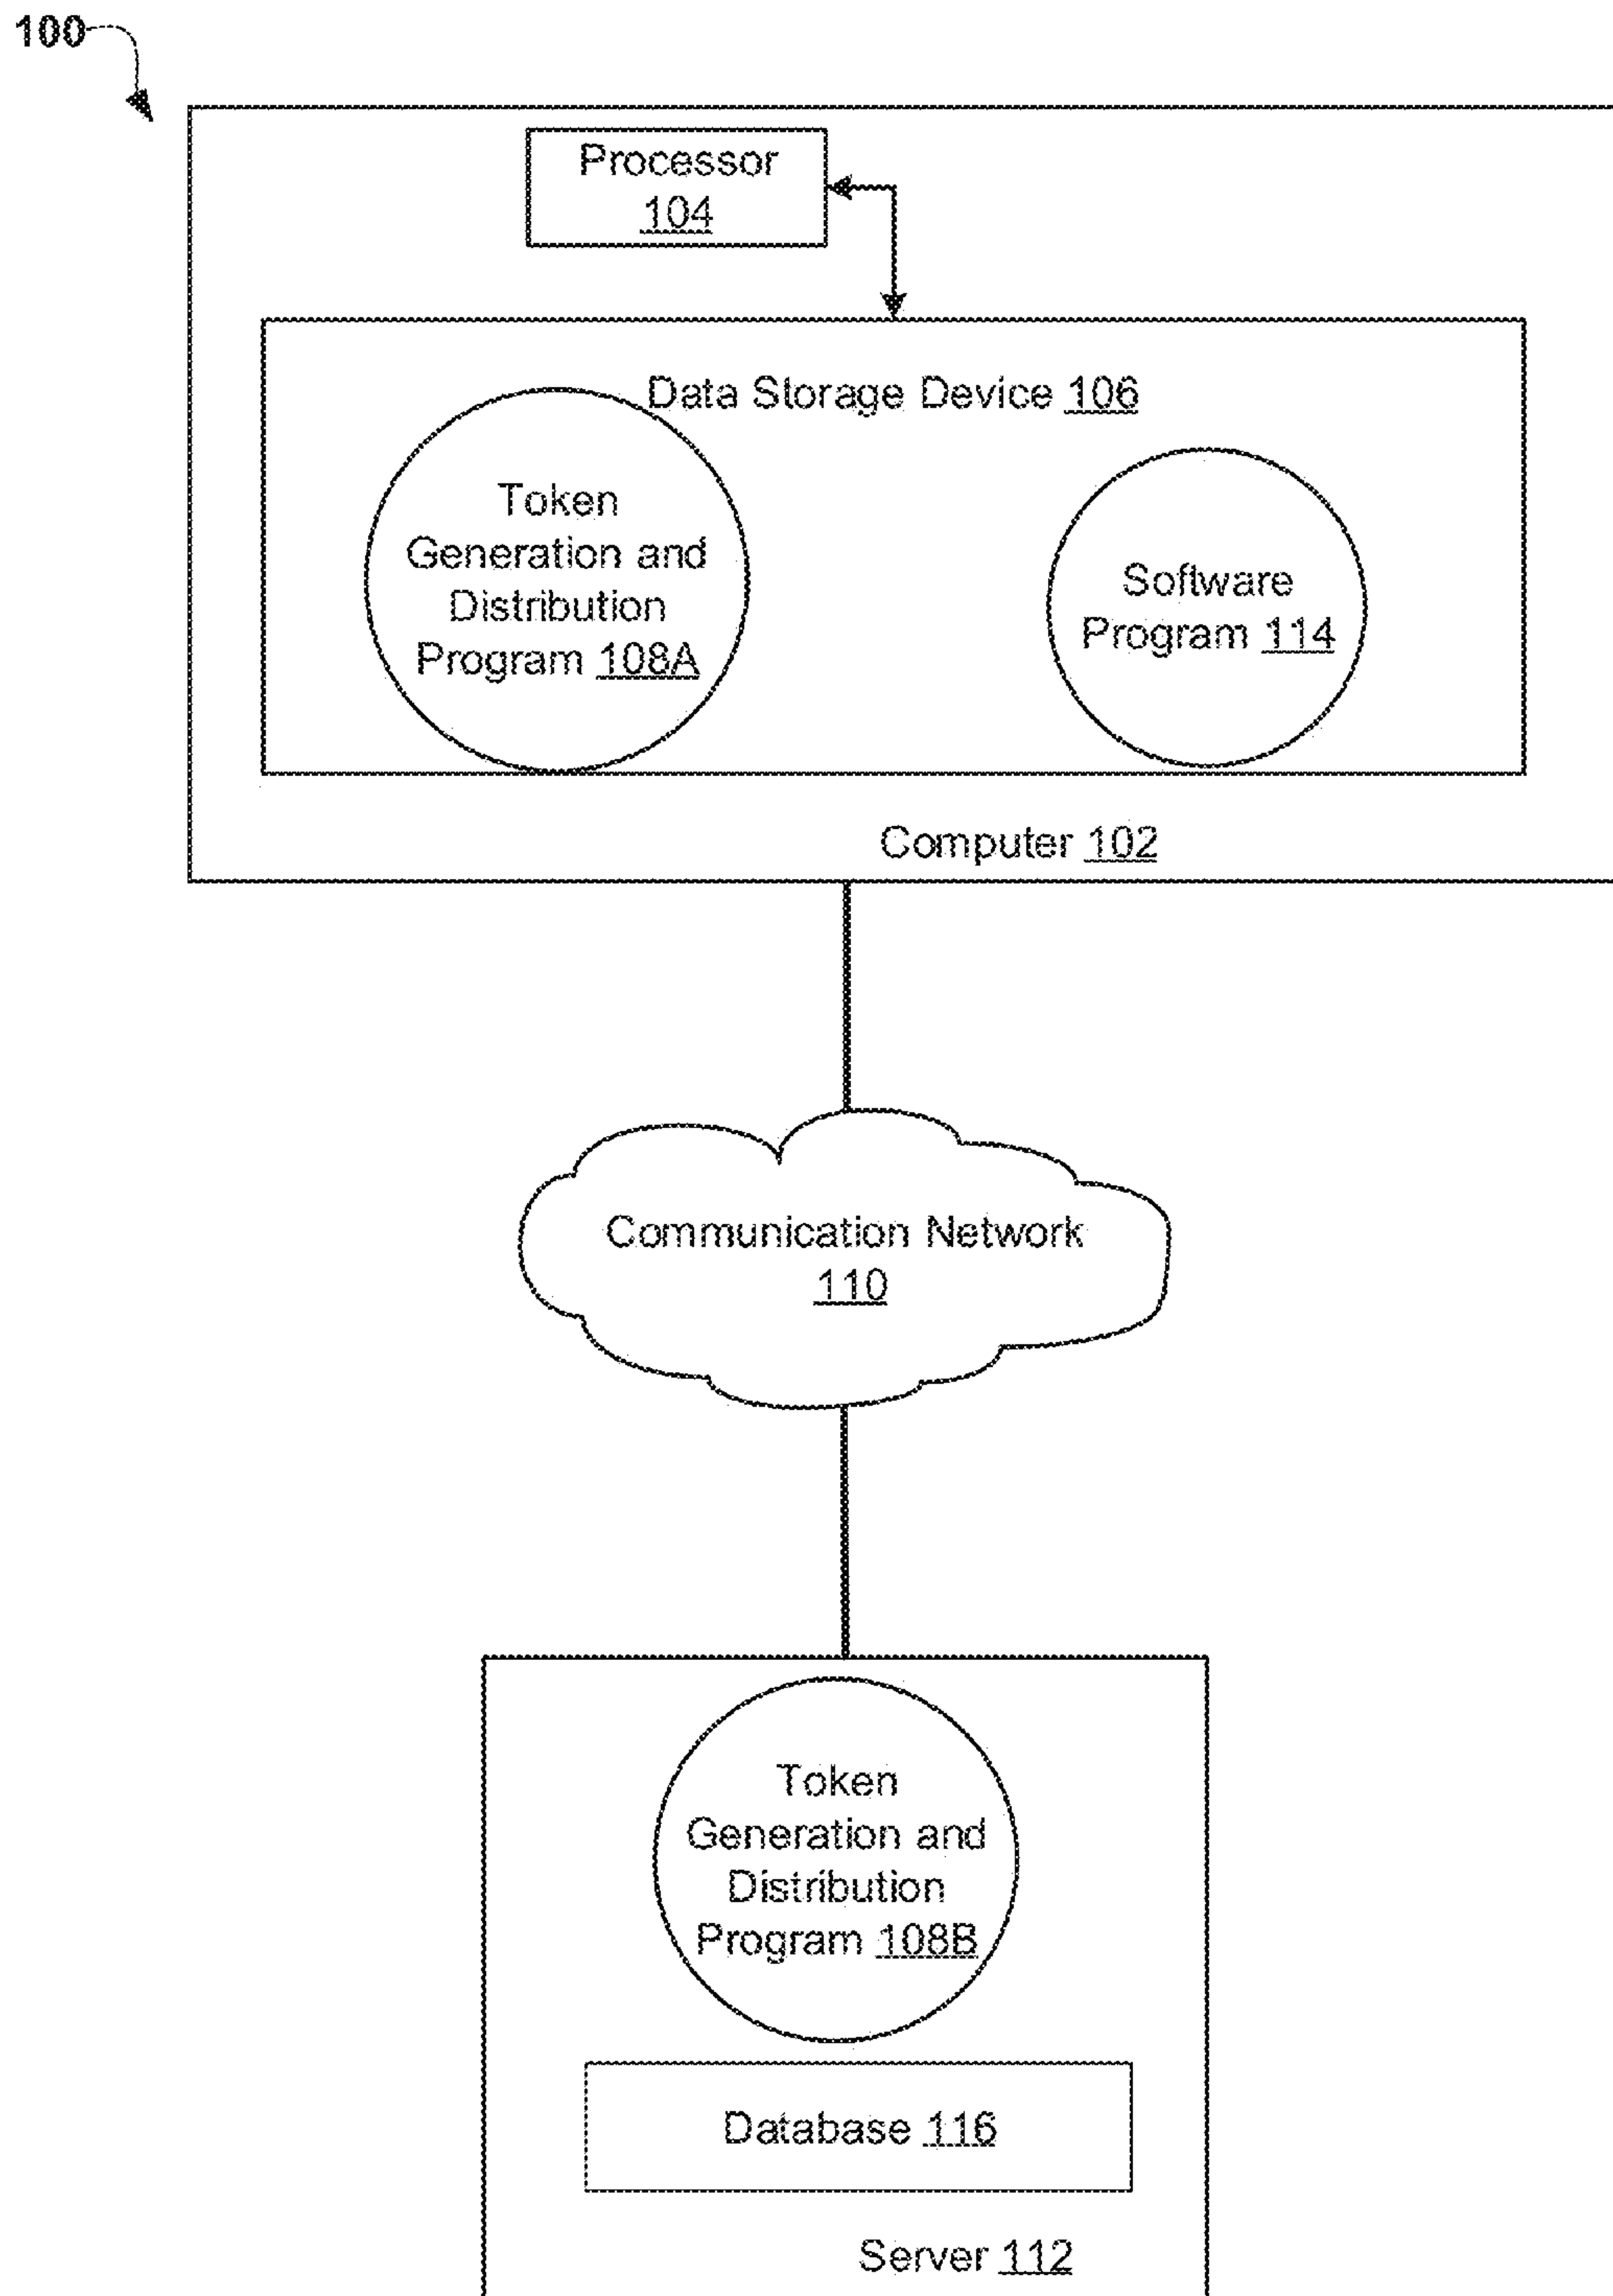 100
Processor
104
Data Storage Device 106
Token
Generation and
Distribution
Program 108A
Software
Program 114
Computer 102
Communication Network
110
Token
Generation and
Distribution
Program 108B
Database 116
Server 112